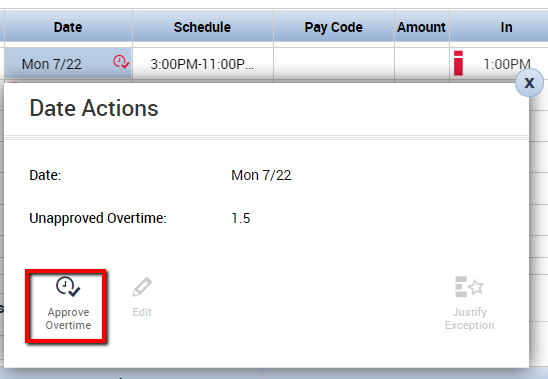 Date Schedule Pay Code Amount In
Mon 7/22 3:00PM-11:00P... 1:00PM
X
Date Actions
Date: Mon 7/22
Unapproved Overtime: 1.5
Approve
Overtime
Edit
Justify
Exception